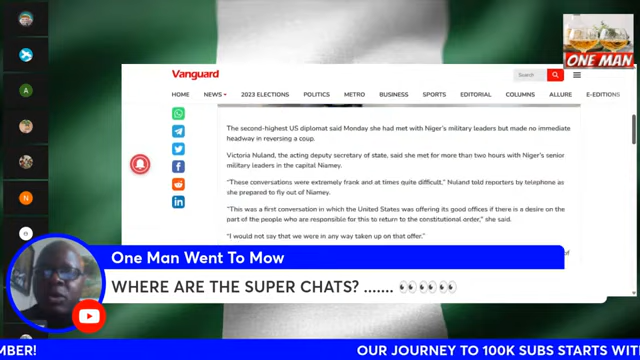 ONE MAN
Vanguard
Search
HOME NEWS 2023 ELECTIONS POLITICS METRO BUSINESS SPORTS EDITORIAL COLUMNS ALLURE E-EDITIONS
The second-highest US diplomat said Monday she had met with Niger's military leaders but made no immediate
headway in reversing a coup.
Victoria Nuland, the acting deputy secretary of state, said she met for more than two hours with Niger's senior
military leaders in the capital Niamey.
"These conversations were extremely frank and at times quite difficult," Nuland told reporters by telephone as
she prepared to fly out of Niamey.
"This was a first conversation in which the United States was offering its good offices if there is a desire on the
part of the people who are responsible for this to return to the constitutional order," she said.
"I would not say that we were in any way taken up on that offer."
of
One Man Went To Mow
WHERE ARE THE SUPER CHATS? ....... 👀👀👀👀
MBER!
OUR JOURNEY TO 100K SUBS STARTS WIT
A
N